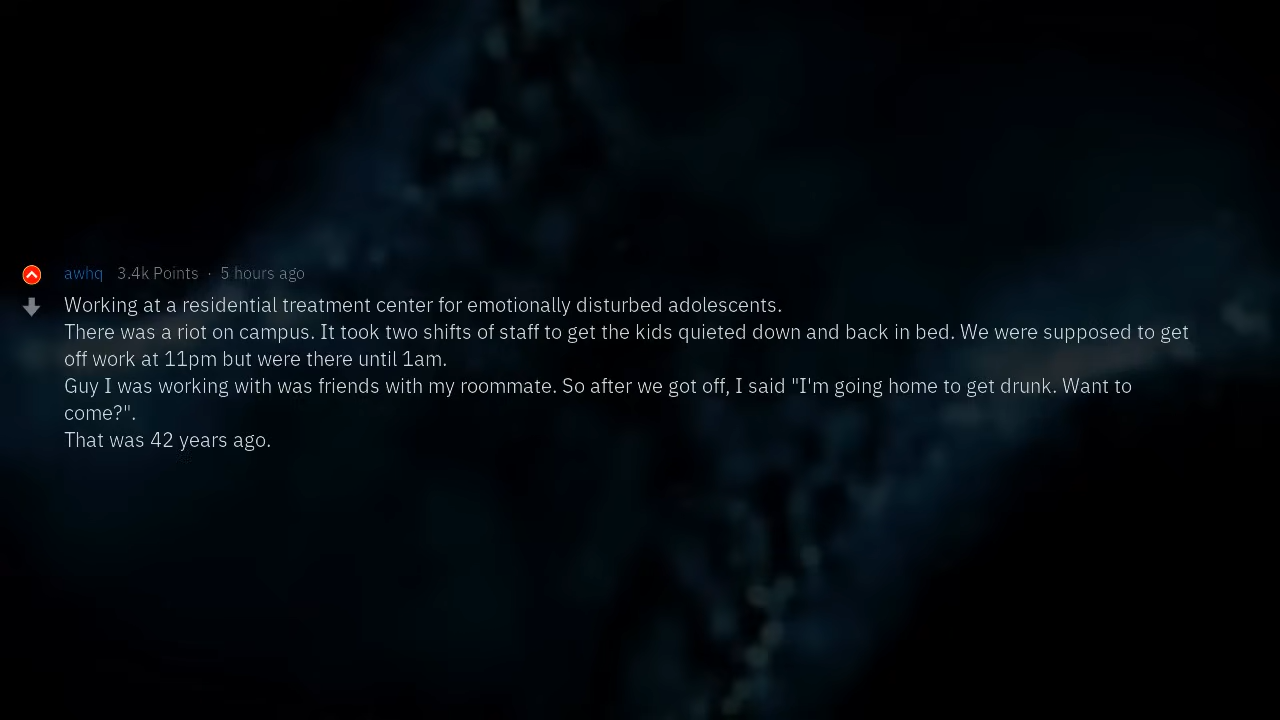 awhq 3.4k Points · 5 hours ago
Working at a residential treatment center for emotionally disturbed adolescents.
There was a riot on campus. It took two shifts of staff to get the kids quieted down and back in bed. We were supposed to get
off work at 11pm but were there until 1am.
Guy I was working with was friends with my roommate. So after we got off, I said "I'm going home to get drunk. Want to
come?".
That was 42 years ago.